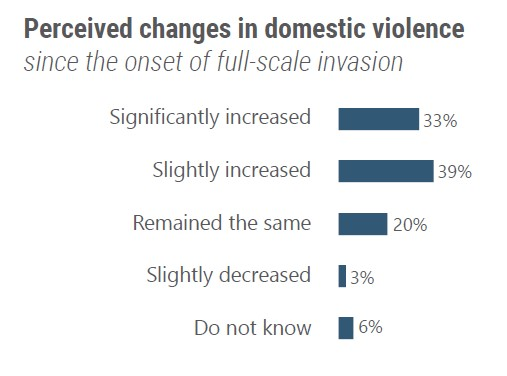 Perceived changes in domestic violence
since the onset of full-scale invasion
Significantly increased 33%
Slightly increased 39%
Remained the same 20%
Slightly decreased 3%
Do not know 6%